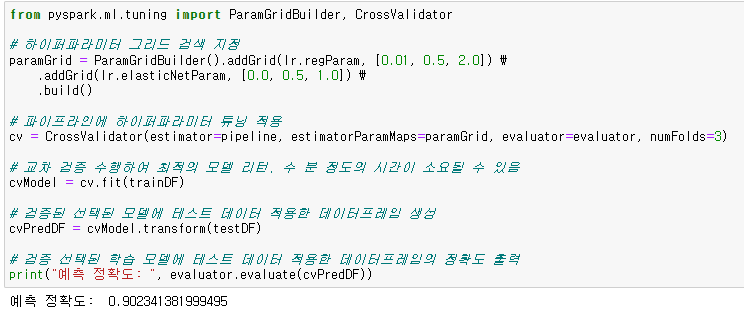 from pyspark.ml.tuning import ParamGridBuilder, CrossValidator
# 하이퍼파라미터 그리드 검색 지정
paramGrid = ParamGridBuilder().addGrid(lr.regParam, [0.01, 0.5, 2.0]) ₩
.addGrid(lr.elasticNetParam, [0.0, 0.5, 1.0]) ₩
.build()
# 파이프라인에 하이퍼파라미터 튜닝 적용
cv = CrossValidator(estimator=pipeline, estimatorParamMaps=paramGrid, evaluator=evaluator, numFolds=3)
# 교차 검증 수행하여 최적의 모델 리턴. 수 분 정도의 시간이 소요될 수 있음
cvModel = cv.fit(trainDF)
# 검증된 선택된 모델에 테스트 데이터 적용한 데이터프레임 생성
cvPredDF = cvModel.transform(testDF)
# 검증 선택된 학습 모델에 테스트 데이터 적용한 데이터프레임의 정확도 출력
print("예측 정확도: ", evaluator.evaluate(cvPredDF))
예측 정확도:  0.902341381999495